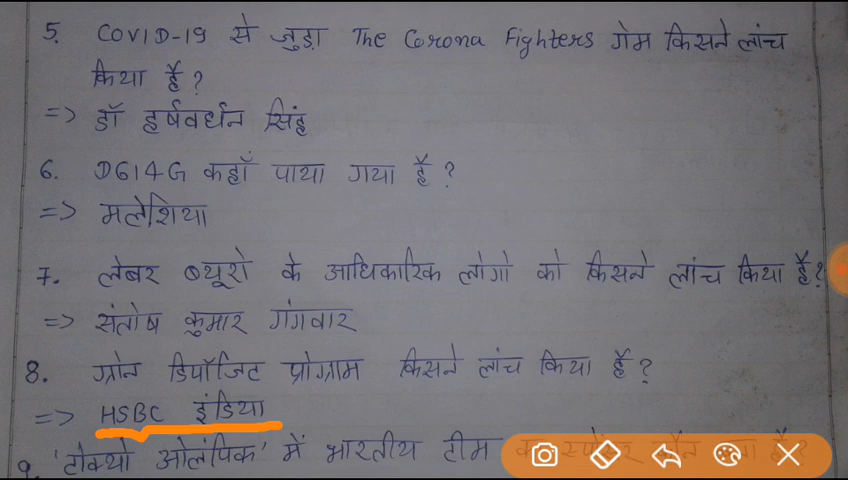 5. COVID-19 से जुड़ा The Corona Fighters गेम किसने लांच
किया है?
=> डॉ हर्षवर्धन सिंह
6. D614G कहाँ पाया गया है?
=> मलेशिया
7. लेबर ब्यूरो के आधिकारिक लोगो को किसने लांच किया है?
=> संतोष कुमार गंगवार
8. ग्रीन डिपॉजिट प्रोग्राम किसने लांच किया है?
=> HSBC इंडिया
9. 'टोक्यो ओलंपिक' में भारतीय टीम